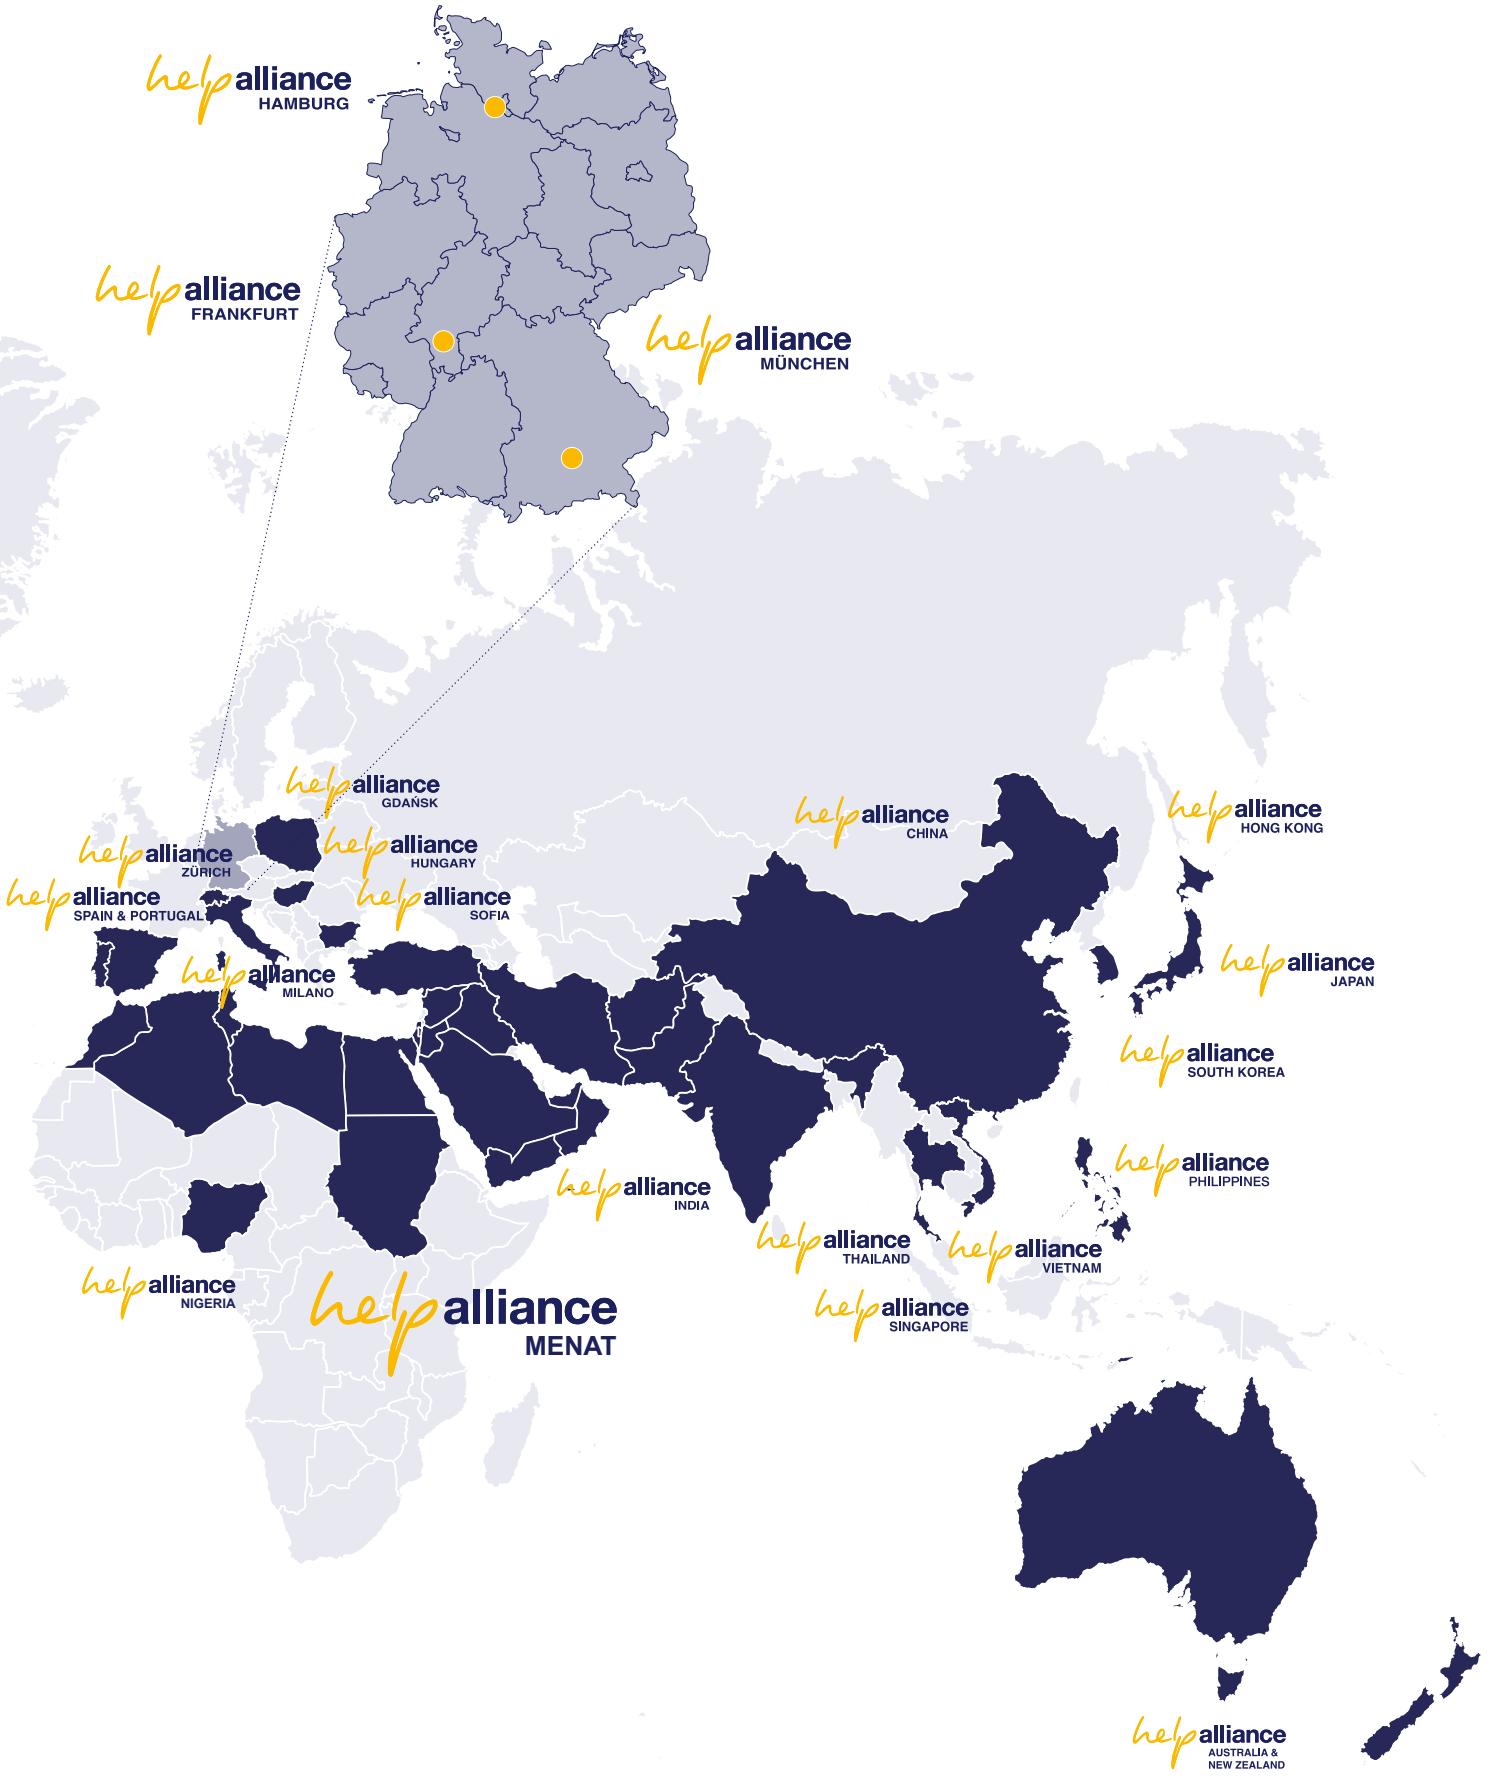 help alliance
HAMBURG
help alliance
FRANKFURT
help alliance
MÜNCHEN
help alliance
GDAŃSK
help alliance
CHINA
help alliance
HONG KONG
help alliance
HUNGARY
help alliance
ZÜRICH
help alliance
SPAIN & PORTUGAL
help alliance
SOFIA
help alliance
MILANO
help alliance
JAPAN
help alliance
SOUTH KOREA
help alliance
PHILIPPINES
help alliance
INDIA
help alliance
THAILAND
help alliance
VIETNAM
help alliance
NIGERIA
help alliance
MENAT
help alliance
SINGAPORE
help alliance
AUSTRALIA &
NEW ZEALAND